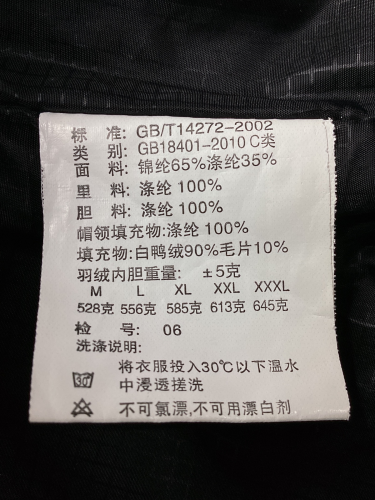 标 准: GB/T14272-2002
类 别: GB18401-2010 C类
面 料: 锦纶65%涤纶35%
里 料: 涤纶 100%
胆 料: 涤纶 100%
帽领填充物: 涤纶 100%
填充物: 白鸭绒90%毛片10%
羽绒内胆重量: ±5克
M L XL XXL XXXL
528克 556克 585克 613克 645克
检 号: 06
洗涤说明:
将衣服投入30℃以下温水
30 中浸透搓洗
不可氯漂,不可用漂白剂